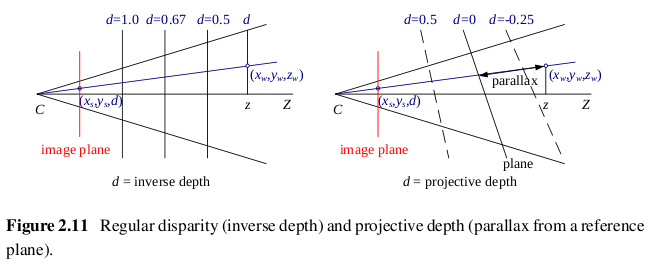 d=1.0 d=0.67 d=0.5 d
(xw,yw,zw)
(xs,ys,d)
C
z
Z
image plane
d = inverse depth
d=0.5 d=0 d=-0.25
(xw,yw,zw)
parallax
(xs,ys,d)
C
z
Z
image plane
plane
d = projective depth
Figure 2.11 Regular disparity (inverse depth) and projective depth (parallax from a reference
plane).